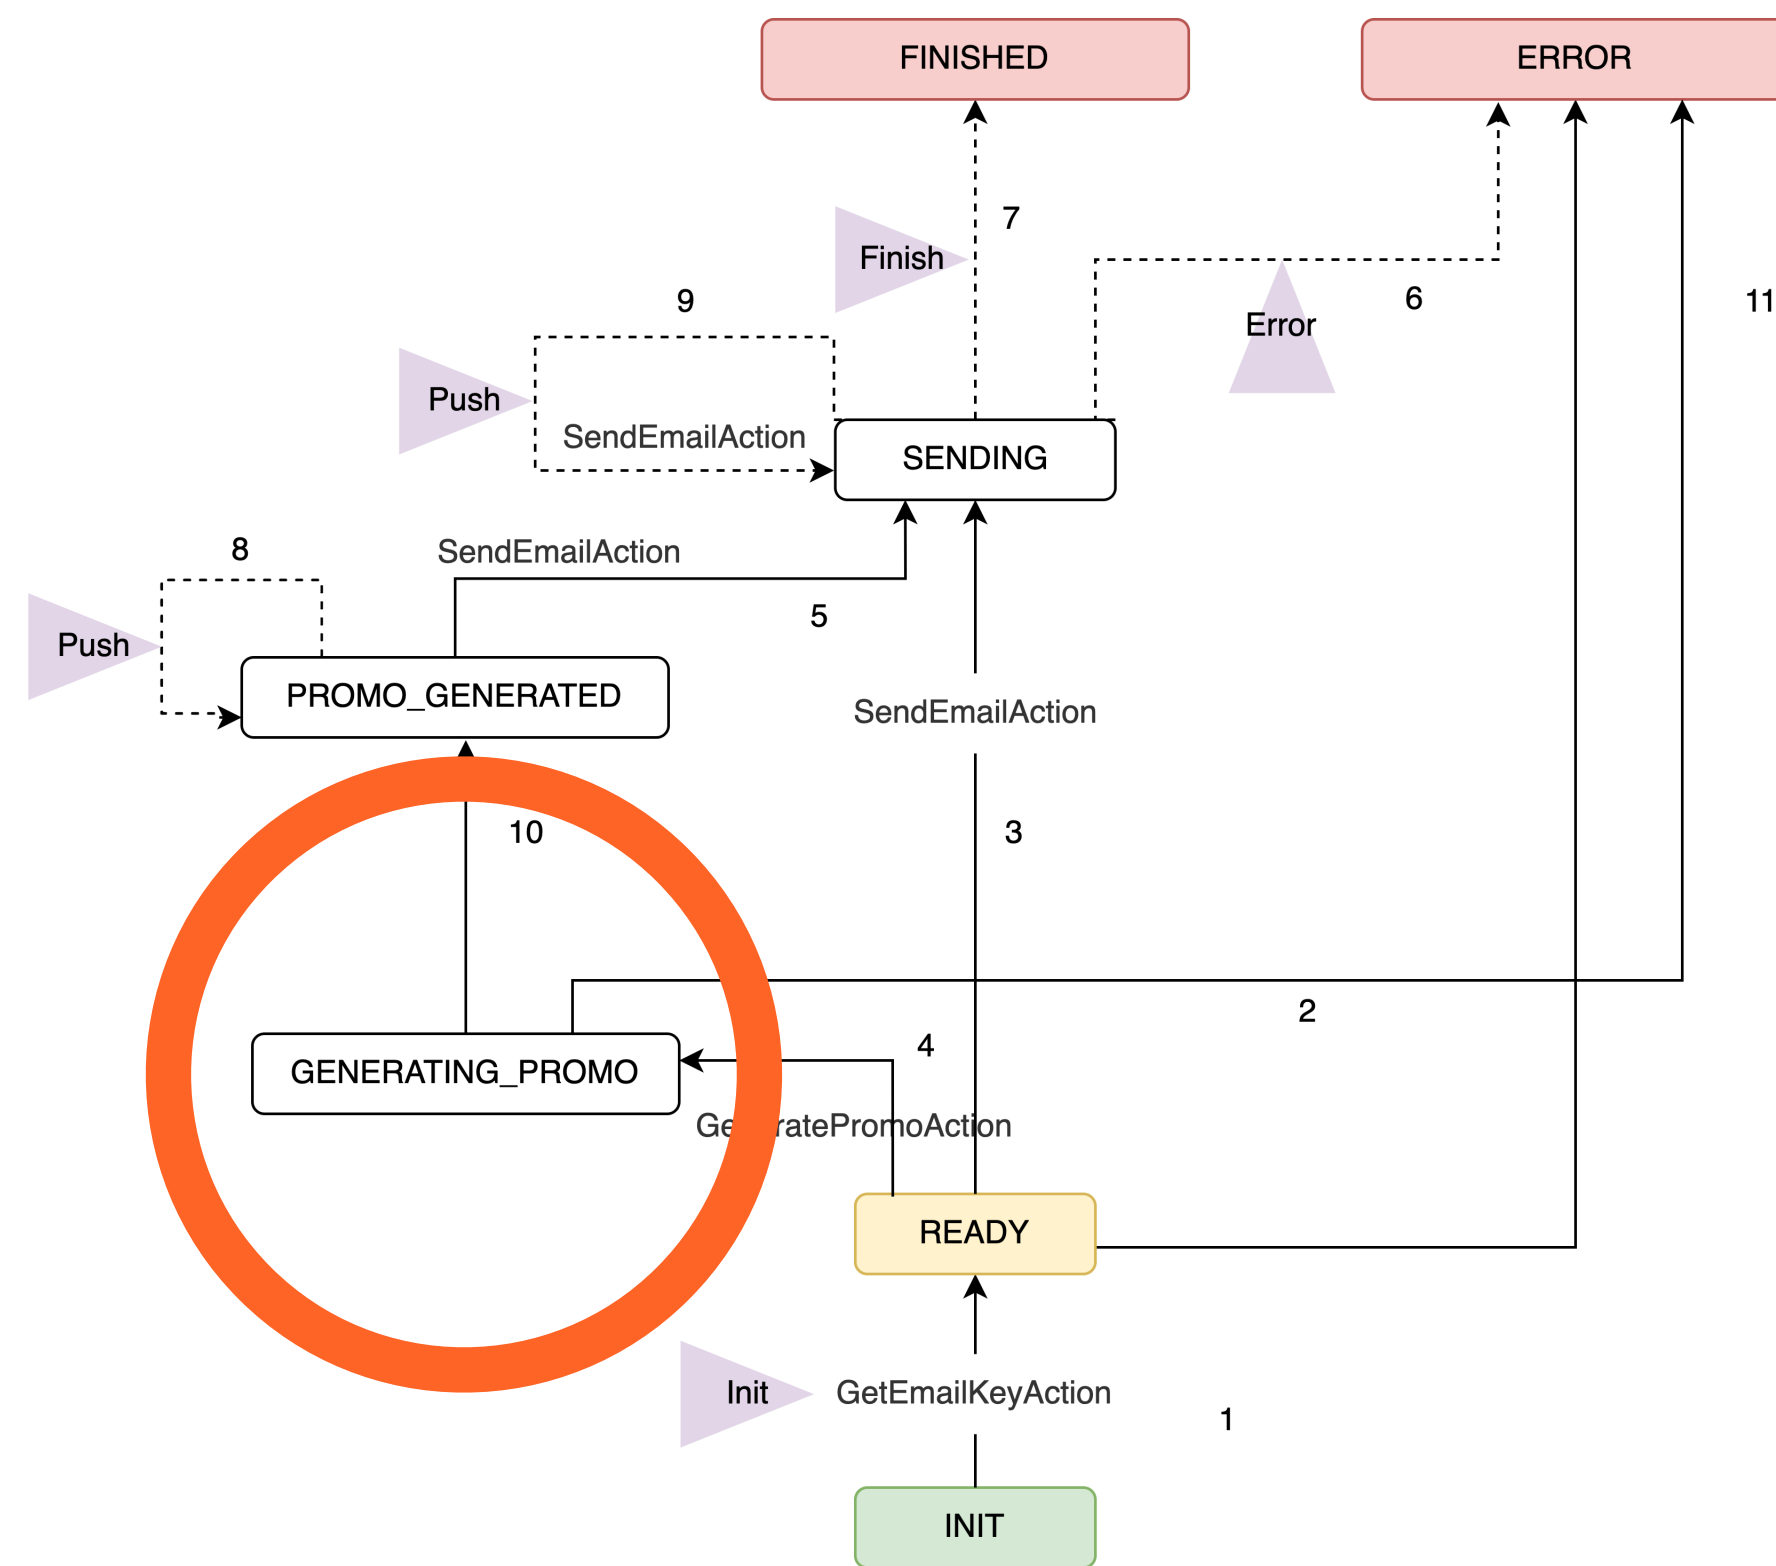 FINISHED
ERROR
7
Finish
9
6
11
Error
Push
SendEmailAction
SENDING
8
SendEmailAction
5
Push
PROMO_GENERATED
SendEmailAction
10
3
2
4
GENERATING_PROMO
GeneratePromoAction
READY
Init
GetEmailKeyAction
1
INIT